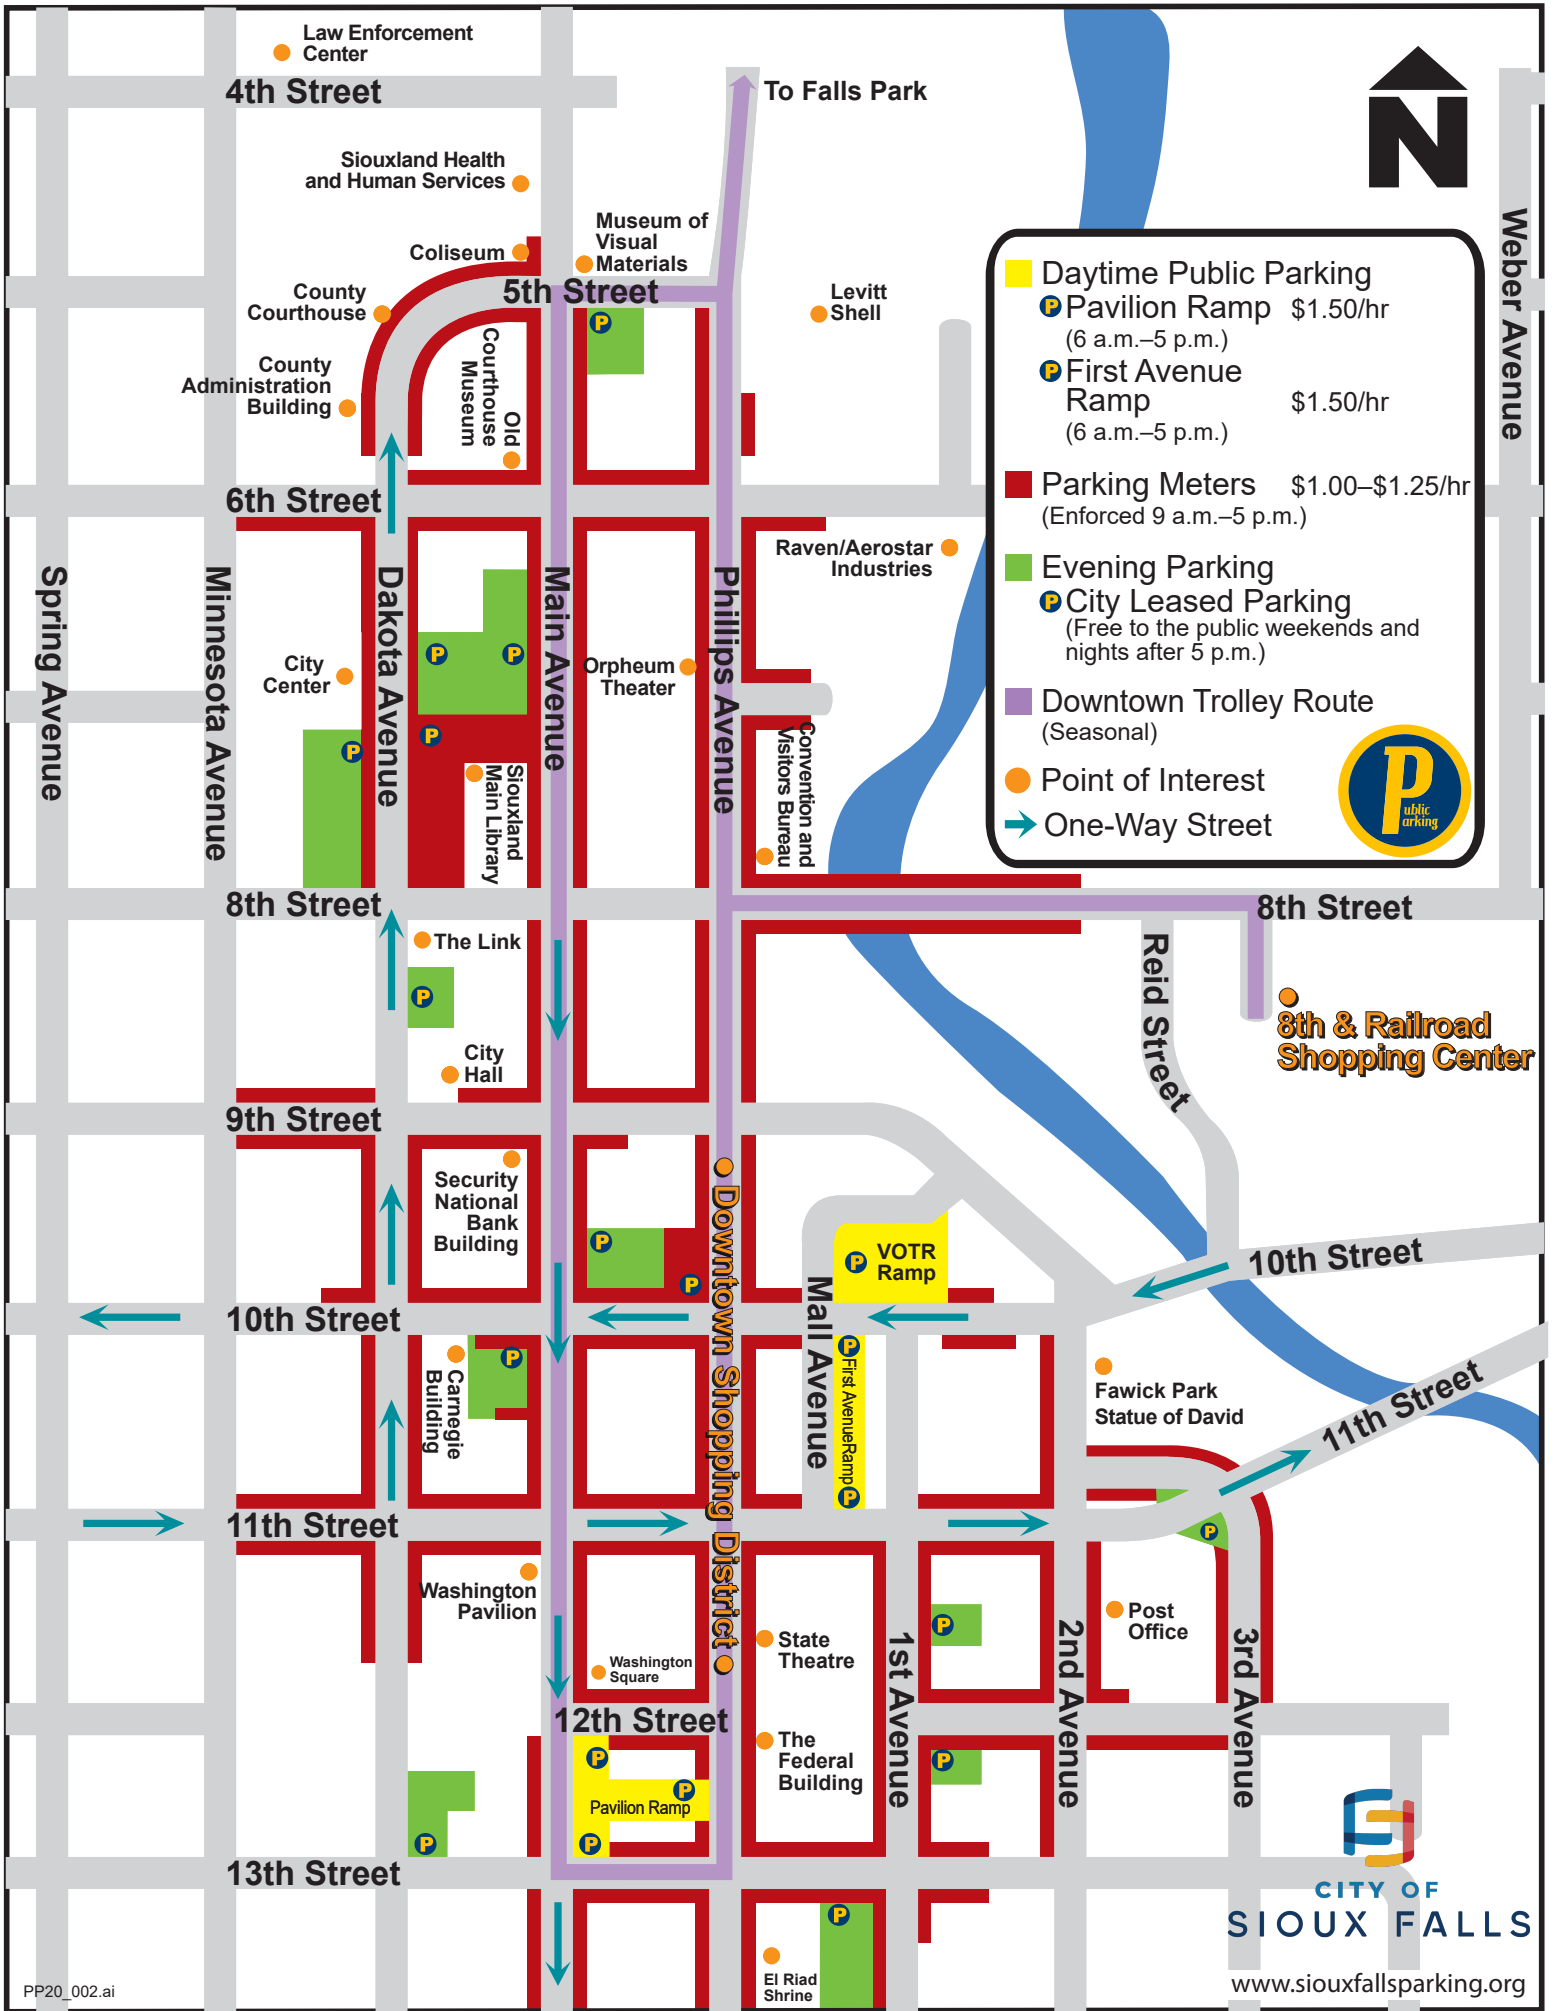 Law Enforcement
Center
4th Street
To Falls Park
N
Siouxland Health
and Human Services
Museum of
Visual
Materials
Coliseum
5th Street
County
Courthouse
Levitt
Shell
County
Administration
Building
Old
Courthouse
Museum
Weber Avenue
Daytime Public Parking
P Pavilion Ramp $1.50/hr
(6 a.m.–5 p.m.)
P First Avenue
Ramp $1.50/hr
(6 a.m.–5 p.m.)
Parking Meters $1.00–$1.25/hr
(Enforced 9 a.m.–5 p.m.)
Evening Parking
P City Leased Parking
(Free to the public weekends and
nights after 5 p.m.)
Downtown Trolley Route
(Seasonal)
Point of Interest
One-Way Street
Public
Parking
P
6th Street
Raven/Aerostar
Industries
Spring Avenue
Minnesota Avenue
Dakota Avenue
Main Avenue
Phillips Avenue
P
P
City
Center
Orpheum
Theater
P
P
Siouxland
Main Library
Convention and
Visitors Bureau
8th Street
8th Street
The Link
P
Reid Street
8th & Railroad
Shopping Center
City
Hall
9th Street
Security
National
Bank
Building
Downtown Shopping District
P
P
P VOTR
Ramp
Mall Avenue
10th Street
10th Street
P
Carnegie
Building
P
First AvenueRamp
P
Fawick Park
Statue of David
11th Street
11th Street
P
Washington
Pavilion
Washington
Square
State
Theatre
P
1st Avenue
2nd Avenue
Post
Office
3rd Avenue
12th Street
P
P
Pavilion Ramp
P
The
Federal
Building
P
P
13th Street
P
El Riad
Shrine
CITY OF
SIOUX FALLS
www.siouxfallsparking.org
PP20_002.ai